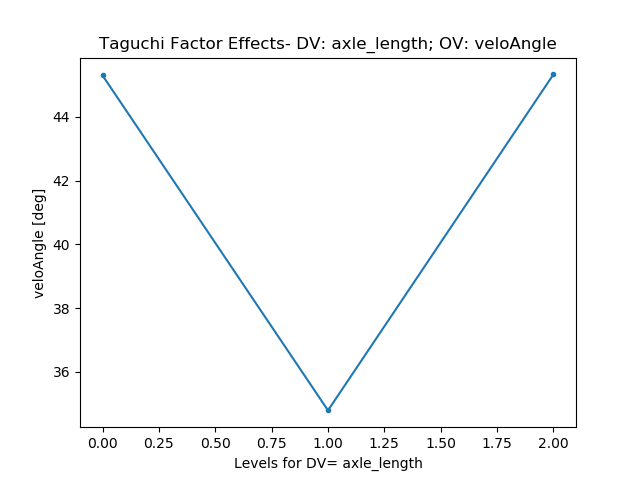 Taguchi Factor Effects- DV: axle_length; OV: veloAngle
veloAngle [deg]
44
42
40
38
36
0.00 0.25 0.50 0.75 1.00 1.25 1.50 1.75 2.00
Levels for DV= axle_length